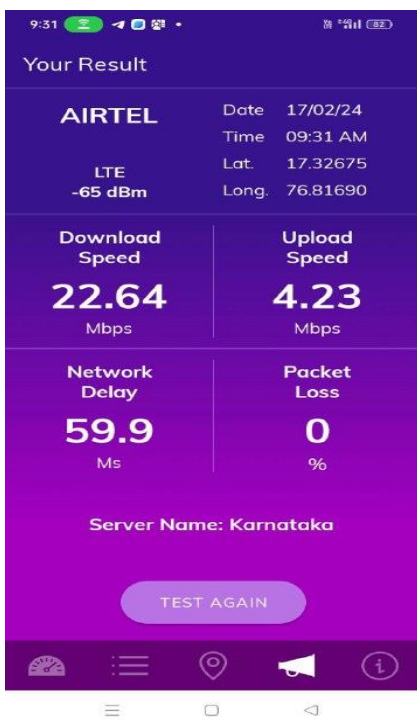 9:31
82
Your Result
AIRTEL
LTE
-65 dBm
Date 17/02/24
Time 09:31 AM
Lat. 17.32675
Long. 76.81690
Download
Speed
22.64
Mbps
Upload
Speed
4.23
Mbps
Network
Delay
59.9
Ms
Packet
Loss
0
%
Server Name: Karnataka
TEST AGAIN